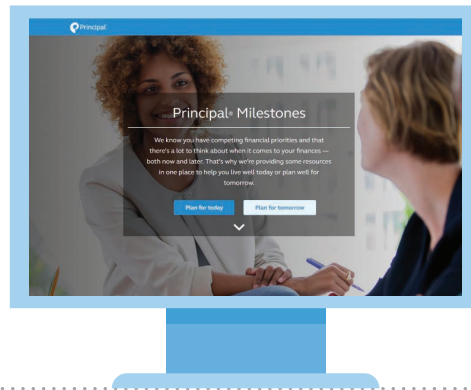 Principal
Principal® Milestones
We know you have competing financial priorities and that
there's a lot to think about when it comes to your finances —
both now and later. That's why we're providing some resources
in one place to help you live well today or plan well for
tomorrow.
Plan for today
Plan for tomorrow